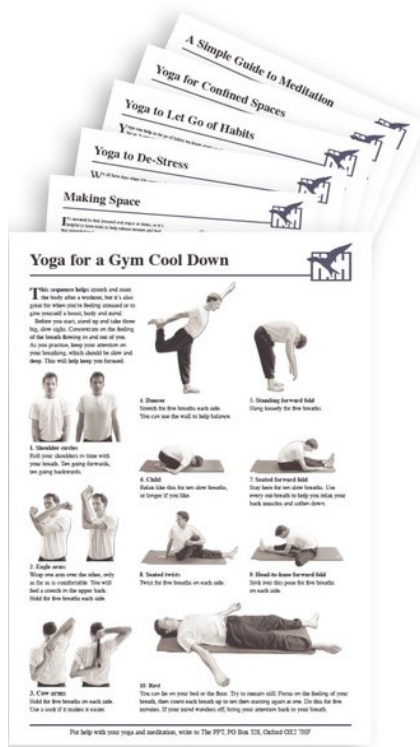 A Simple Guide to Meditation
Yoga for Confined Spaces
Yoga to Let Go of Habits
Yoga to De-Stress
Making Space
Yoga for a Gym Cool Down
This sequence helps stretch and reset
the body after a workout, but it's also
great for when you're feeling stressed or to
give yourself a boost, body and mind.
Before you start, stand up and take three
big, slow sighs. Concentrate on the feeling
of the breath flowing in and out of you.
As you practise, keep your attention on
your breathing, which should be slow and
deep. This will help keep you focused.
1. Shoulder circles
Roll your shoulders in time with
your breath. Ten going forwards,
ten going backwards.
2. Eagle arms
Wrap one arm over the other, only
as far as is comfortable. You will
feel a stretch in the upper back.
Hold for five breaths each side.
3. Cow arms
Hold for five breaths on each side.
Use a sock if it makes it easier.
4. Dancer
Stretch for five breaths each side.
You can use the wall to help balance.
5. Standing forward fold
Hang loosely for five breaths.
6. Child
Relax like this for ten slow breaths,
or longer if you like.
7. Seated forward fold
Stay here for ten slow breaths. Use
every out-breath to help you relax your
back muscles and soften down.
8. Seated twists
Twist for five breaths on each side.
9. Head-to-knee forward fold
Sink into this pose for five breaths
on each side.
10. Rest
You can lie on your bed or the floor. Try to remain still. Focus on the feeling of your
breath, then count each breath up to ten then starting again at one. Do this for five
minutes. If your mind wanders off, bring your attention back to your breath.
For help with your yoga and meditation, write to The PPT, PO Box 328, Oxford OX2 7HF